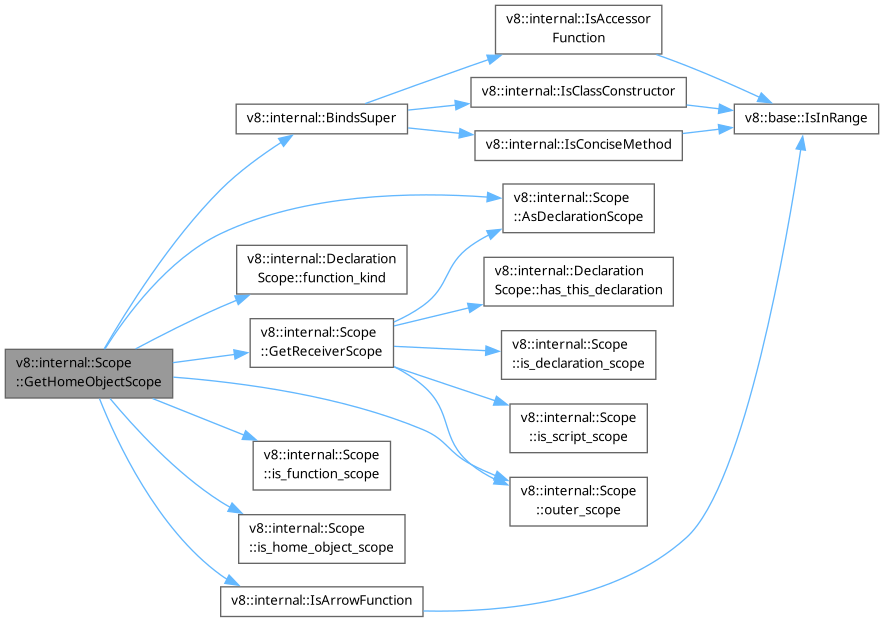 v8::internal::IsAccessor
Function
v8::internal::IsClassConstructor
v8::internal::BindsSuper
v8::base::IsInRange
v8::internal::IsConciseMethod
v8::internal::Scope
::AsDeclarationScope
v8::internal::Declaration
Scope::function_kind
v8::internal::Declaration
Scope::has_this_declaration
v8::internal::Scope
::GetReceiverScope
v8::internal::Scope
::is_declaration_scope
v8::internal::Scope
::GetHomeObjectScope
v8::internal::Scope
::is_script_scope
v8::internal::Scope
::is_function_scope
v8::internal::Scope
::outer_scope
v8::internal::Scope
::is_home_object_scope
v8::internal::IsArrowFunction